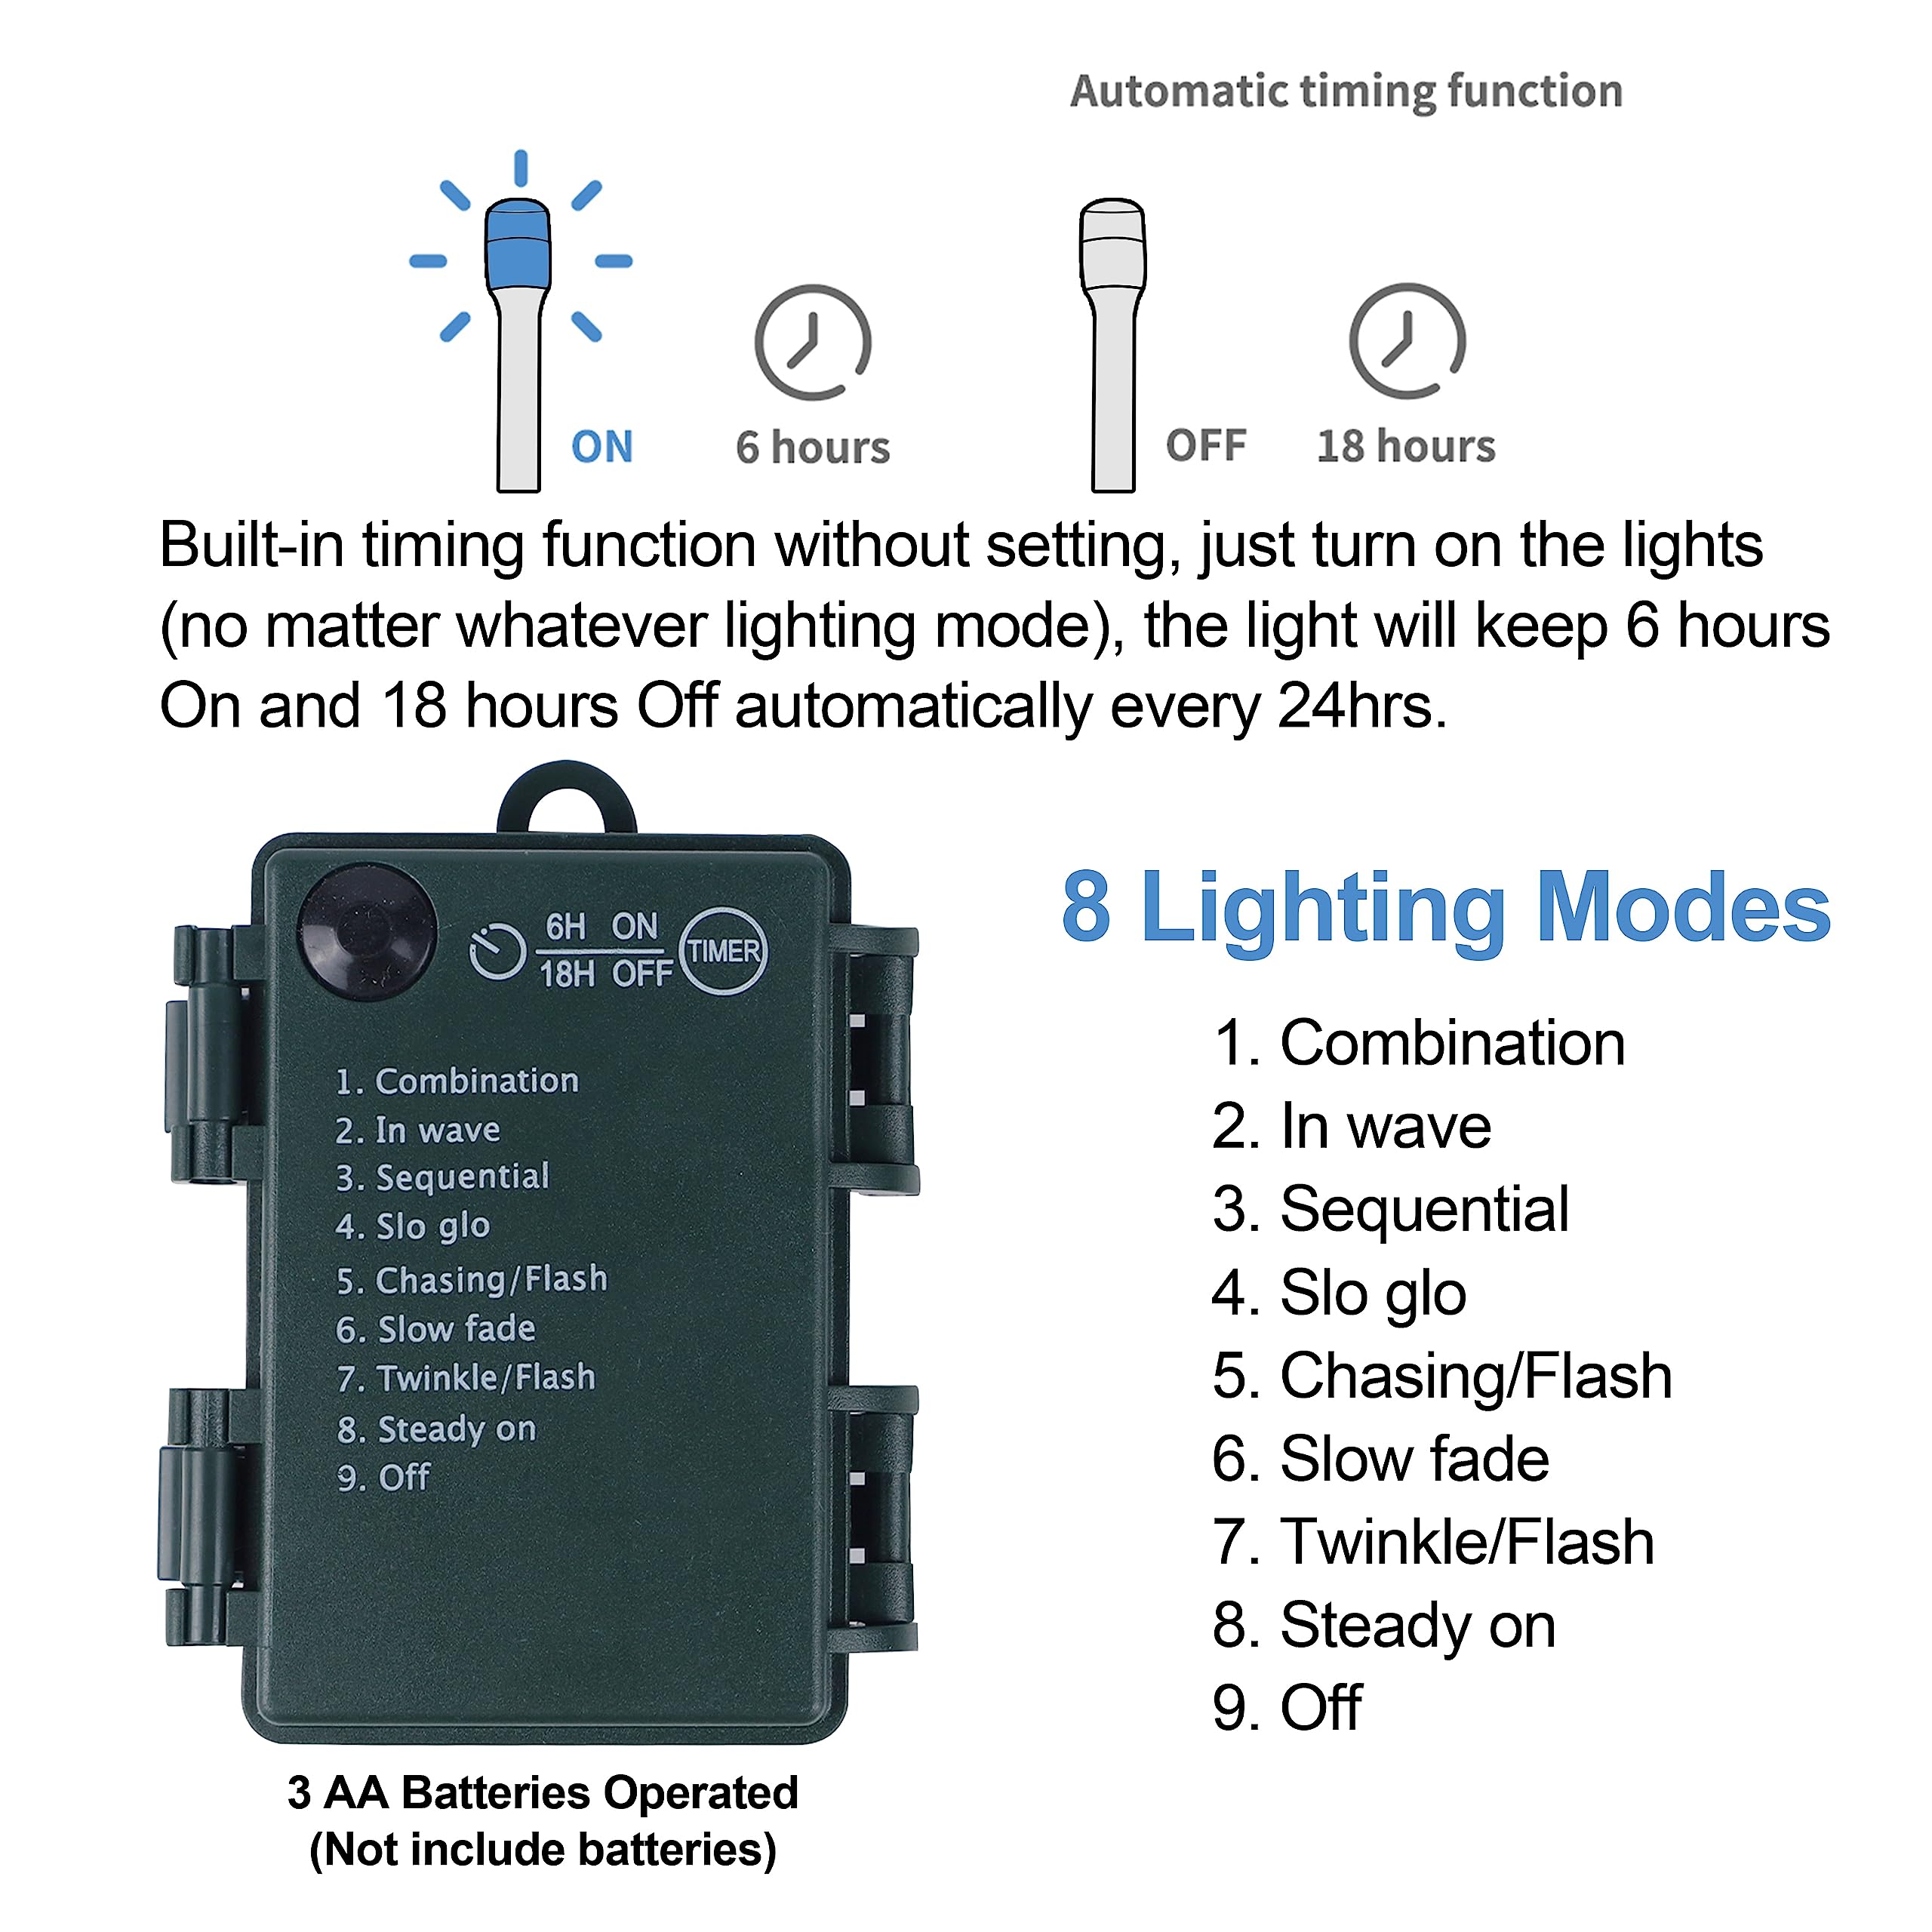 Automatic timing function
ON
6 hours
OFF
18 hours
Built-in timing function without setting, just turn on the lights
(no matter whatever lighting mode), the light will keep 6 hours
On and 18 hours Off automatically every 24hrs.
6H ON
18H OFF
TIMER
1. Combination
2. In wave
3. Sequential
4. Slo glo
5. Chasing/Flash
6. Slow fade
7. Twinkle/Flash
8. Steady on
9. Off
3 AA Batteries Operated
(Not include batteries)
8 Lighting Modes
1. Combination
2. In wave
3. Sequential
4. Slo glo
5. Chasing/Flash
6. Slow fade
7. Twinkle/Flash
8. Steady on
9. Off